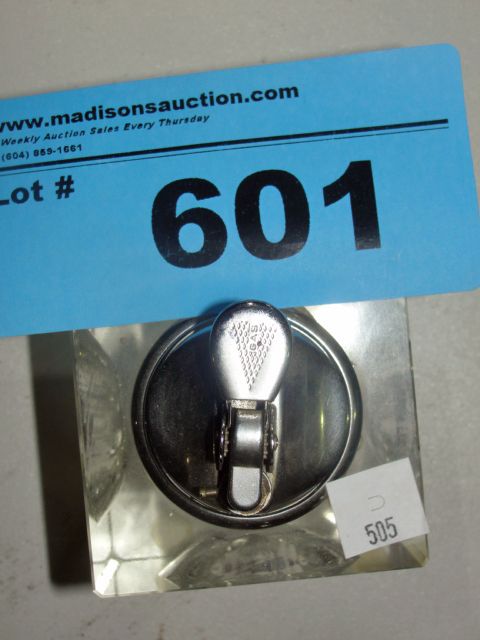 www.madisonsauction.com
Weekly Auction Sales Every Thursday
(604) 859-1661
Lot #
601
505